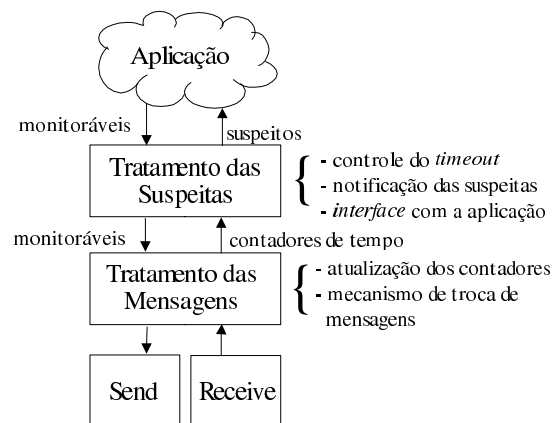 Aplicação
monitoráveis
suspeitos
Tratamento das
Suspeitas
- controle do timeout
- notificação das suspeitas
- interface com a aplicação
monitoráveis
contadores de tempo
Tratamento das
Mensagens
- atualização dos contadores
- mecanismo de troca de
mensagens
Send
Receive